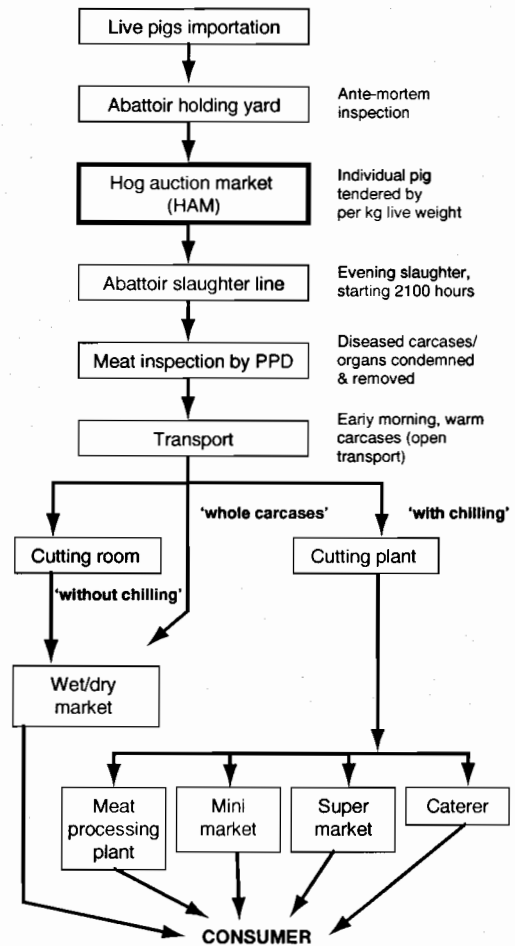 Live pigs importation
Abattoir holding yard
Ante-mortem
inspection
Hog auction market
(HAM)
Individual pig
tendered by
per kg live weight
Abattoir slaughter line
Evening slaughter,
starting 2100 hours
Meat inspection by PPD
Diseased carcases/
organs condemned
& removed
Transport
Early morning, warm
carcases (open
transport)
'whole carcases'
'with chilling'
Cutting room
Cutting plant
'without chilling'
Wet/dry
market
Meat
processing
plant
Mini
market
Super
market
Caterer
CONSUMER